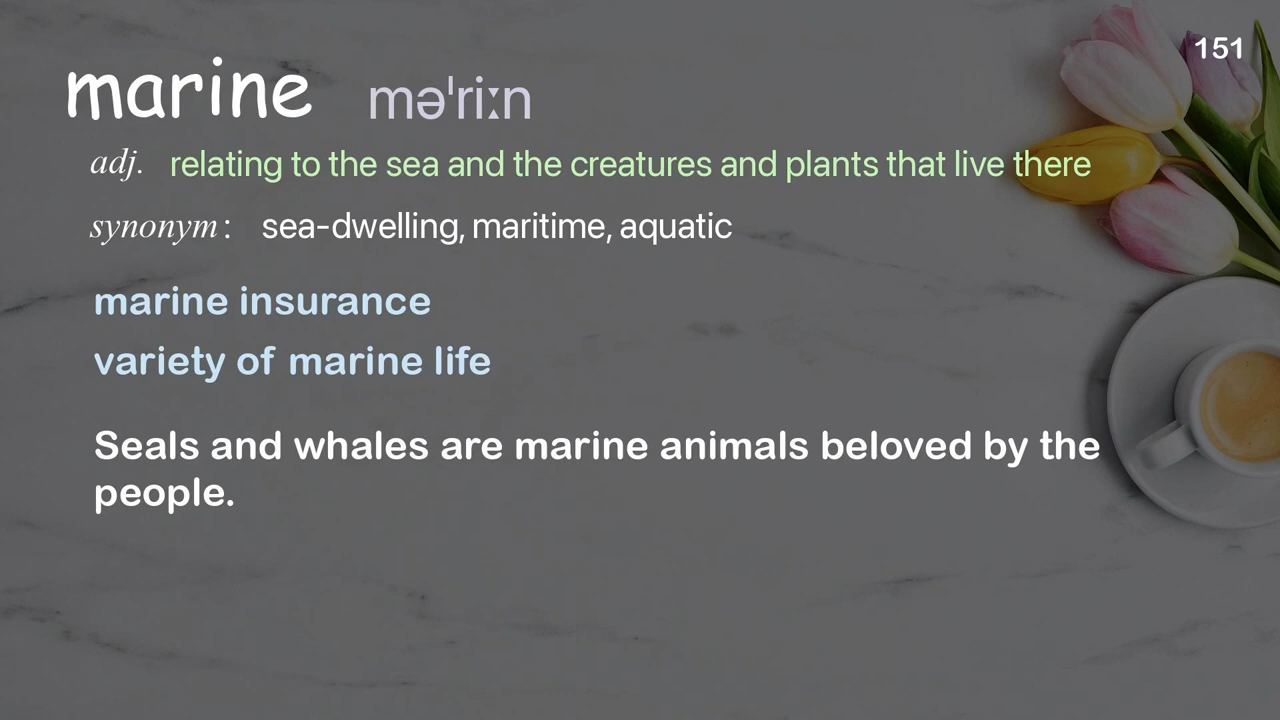 151
marine məˈriːn
adj. relating to the sea and the creatures and plants that live there
synonym: sea-dwelling, maritime, aquatic
marine insurance
variety of marine life
Seals and whales are marine animals beloved by the
people.